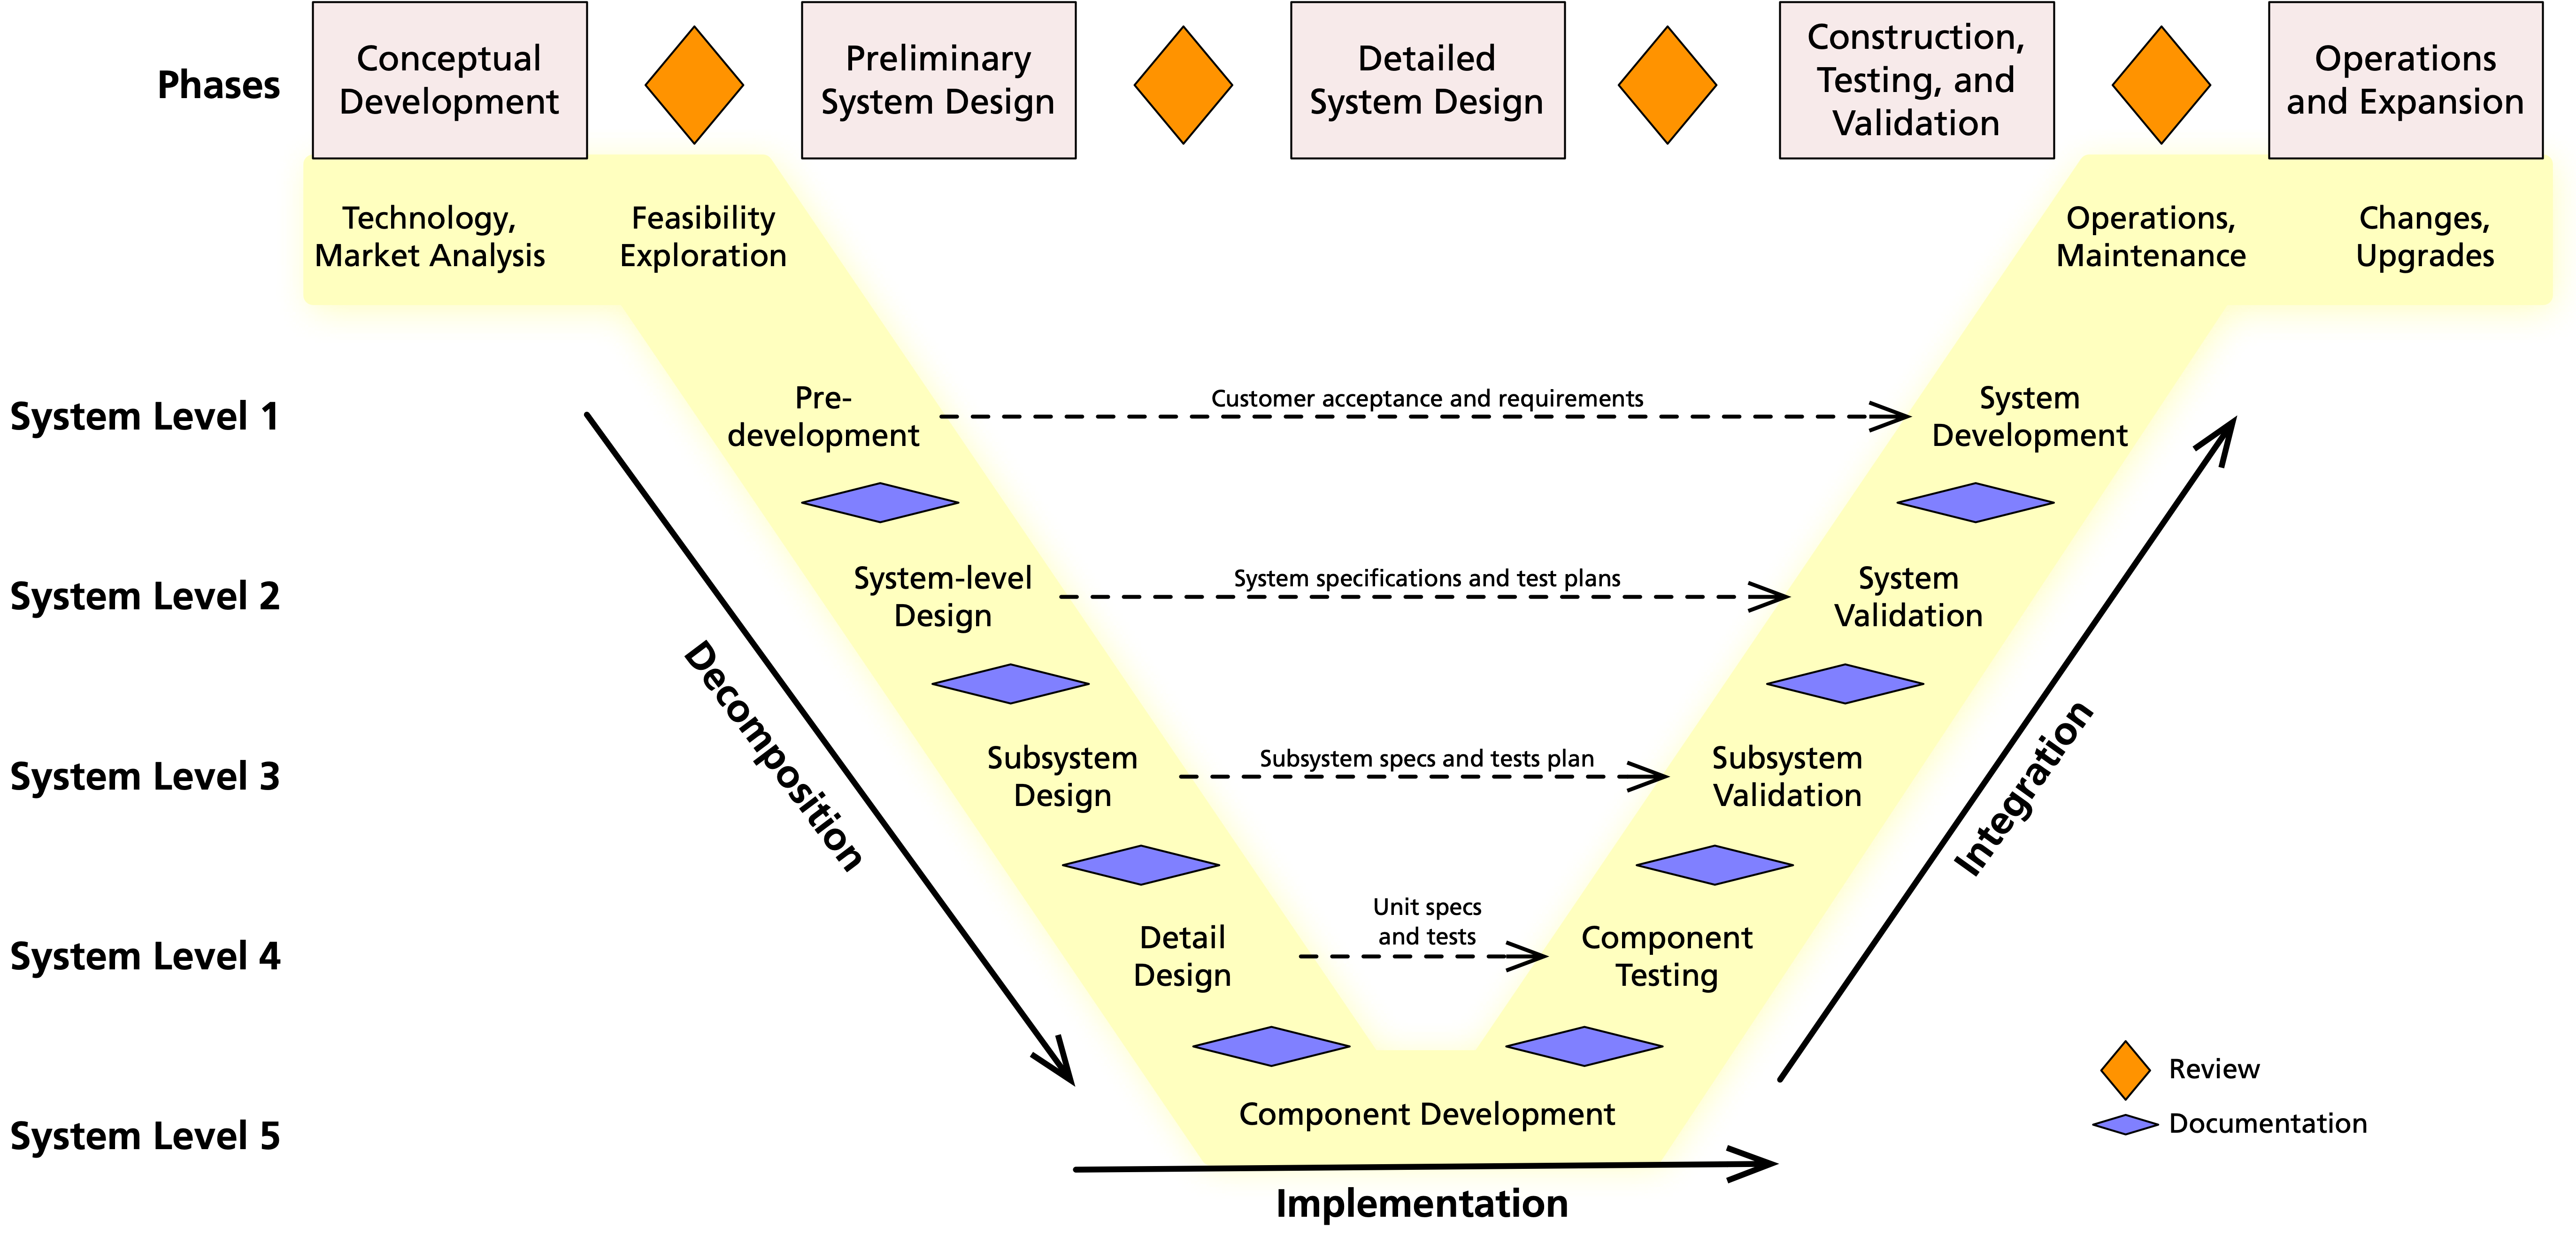 Phases
Conceptual
Development
Preliminary
System Design
Detailed
System Design
Construction,
Testing, and
Validation
Operations
and Expansion
Technology,
Market Analysis
Feasibility
Exploration
Operations,
Maintenance
Changes,
Upgrades
System Level 1
Pre-
development
Customer acceptance and requirements
System
Development
System Level 2
System-level
Design
System specifications and test plans
System
Validation
System Level 3
Subsystem
Design
Subsystem specs and tests plan
Subsystem
Validation
Decomposition
Integration
System Level 4
Detail
Design
Unit specs
and tests
Component
Testing
System Level 5
Component Development
Implementation
Review
Documentation